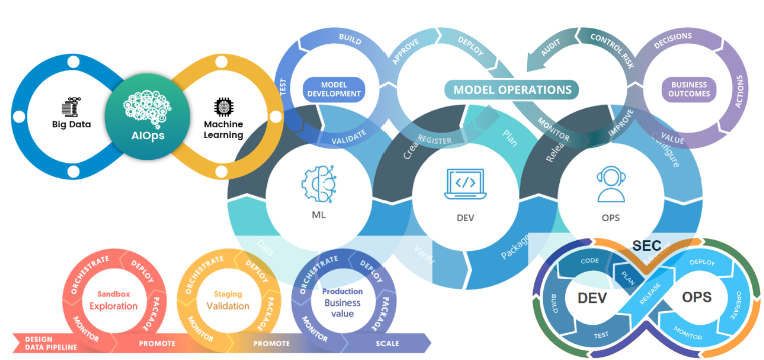 Big Data
AIOps
Machine
Learning
TEST
BUILD
MODEL
DEVELOPMENT
VALIDATE
APPROVE
DEPLOY
REGISTER
MODEL OPERATIONS
AUDIT
CONTROL RISK
MONITOR
IMPROVE
DECISIONS
BUSINESS
OUTCOMES
ACTIONS
VALUE
Plan
ML
DEV
OPS
Data
Verify
Package
ORCHESTRATE
DEPLOY
PACKAGE
MONITOR
Sandbox
Exploration
ORCHESTRATE
DEPLOY
PACKAGE
MONITOR
Staging
Validation
ORCHESTRATE
DEPLOY
PACKAGE
MONITOR
Production
Business
value
DESIGN
DATA PIPELINE
PROMOTE
PROMOTE
SCALE
SEC
CODE
PLAN
BUILD
DEV
TEST
RELEASE
DEPLOY
OPS
OPERATE
MONITOR